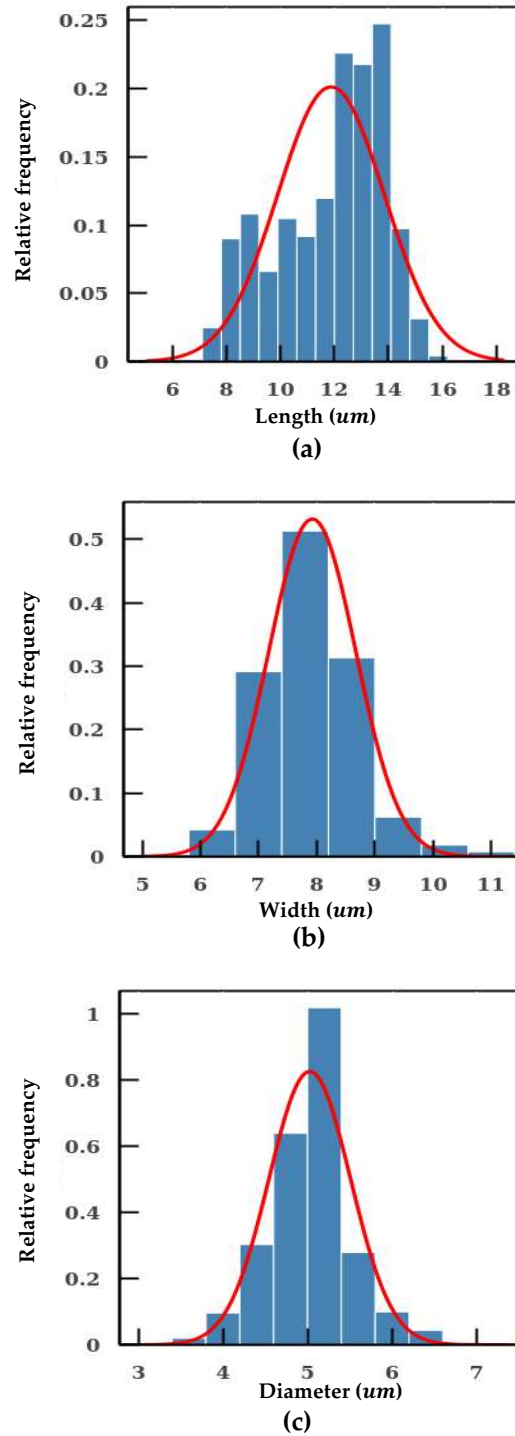 0.25
0.2
0.15
0.1
0.05
0
Relative frequency
6 8 10 12 14 16 18
Length (um)
(a)
0.5
0.4
0.3
0.2
0.1
0
Relative frequency
5 6 7 8 9 10 11
Width (um)
(b)
1
0.8
0.6
0.4
0.2
0
Relative frequency
3 4 5 6 7
Diameter (um)
(c)